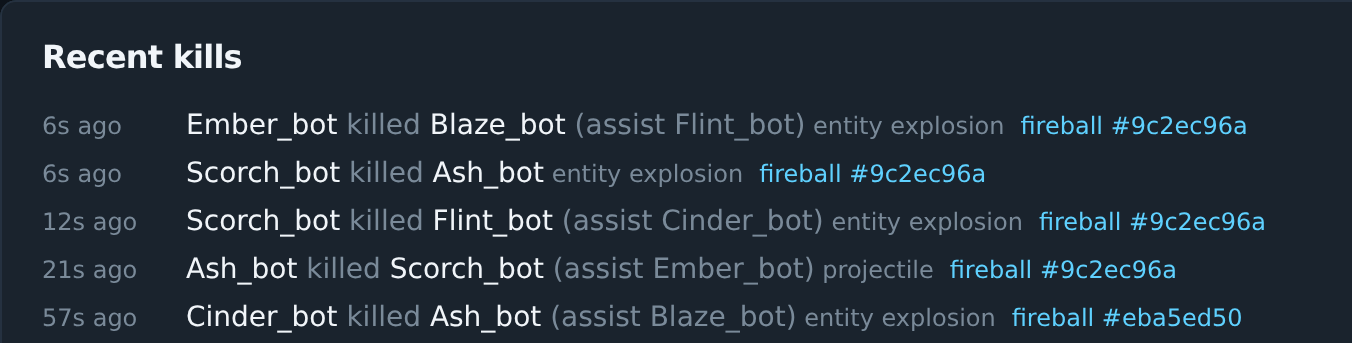 Recent kills
6s ago Ember_bot killed Blaze_bot (assist Flint_bot) entity explosion fireball #9c2ec96a
6s ago Scorch_bot killed Ash_bot entity explosion fireball #9c2ec96a
12s ago Scorch_bot killed Flint_bot (assist Cinder_bot) entity explosion fireball #9c2ec96a
21s ago Ash_bot killed Scorch_bot (assist Ember_bot) projectile fireball #9c2ec96a
57s ago Cinder_bot killed Ash_bot (assist Blaze_bot) entity explosion fireball #eba5ed50